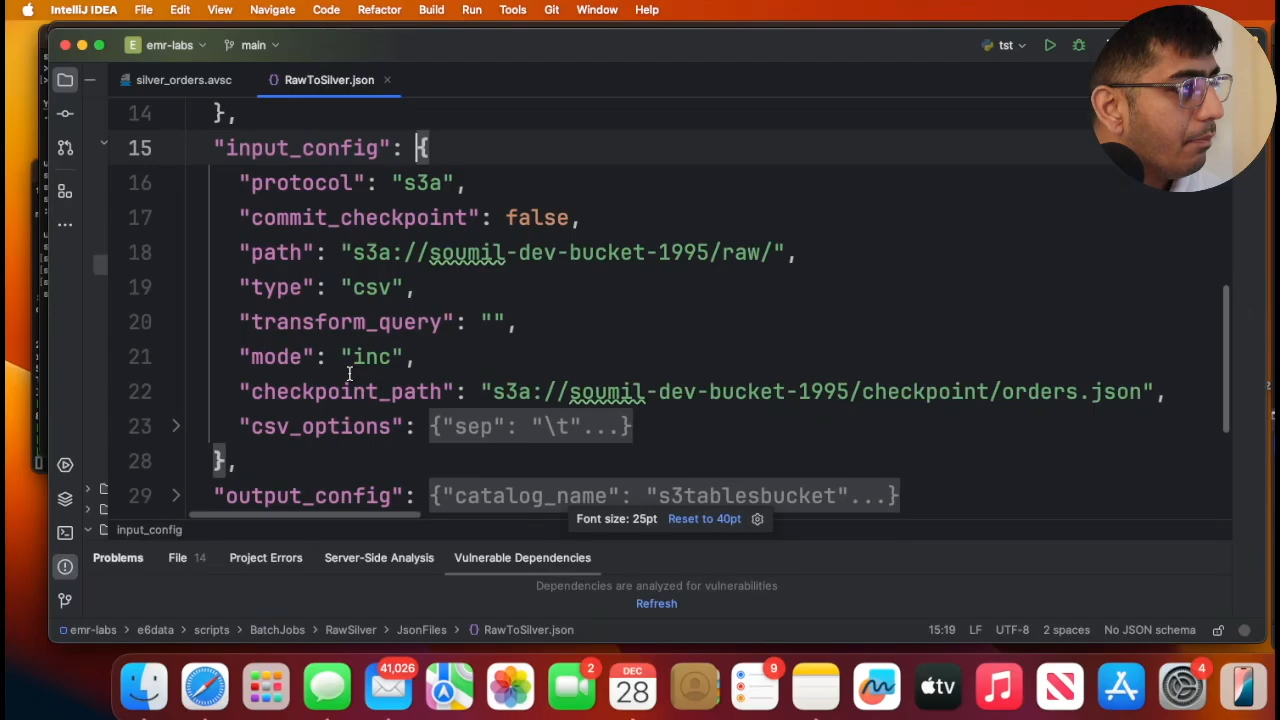 IntelliJ IDEA File Edit View Navigate Code Refactor Build Run Tools Git Window Help
E emr-labs main tst
silver_orders.avsc {} RawToSilver.json
14 },
15 "input_config": {
16 "protocol": "s3a",
17 "commit_checkpoint": false,
18 "path": "s3a://soumil-dev-bucket-1995/raw/",
19 "type": "csv",
20 "transform_query": "",
21 "mode": "inc",
22 "checkpoint_path": "s3a://soumil-dev-bucket-1995/checkpoint/orders.json",
23 "csv_options": {"sep": "\t"...}
28 },
29 "output_config": {"catalog_name": "s3tablesbucket"...}
Font size: 25pt Reset to 40pt
input_config
Problems File 14 Project Errors Server-Side Analysis Vulnerable Dependencies
Dependencies are analyzed for vulnerabilities
Refresh
emr-labs › e6data › scripts › BatchJobs › RawSilver › JsonFiles › {} RawToSilver.json 15:19 LF UTF-8 2 spaces No JSON schema
41,026 2 DEC 28 9 tv 4